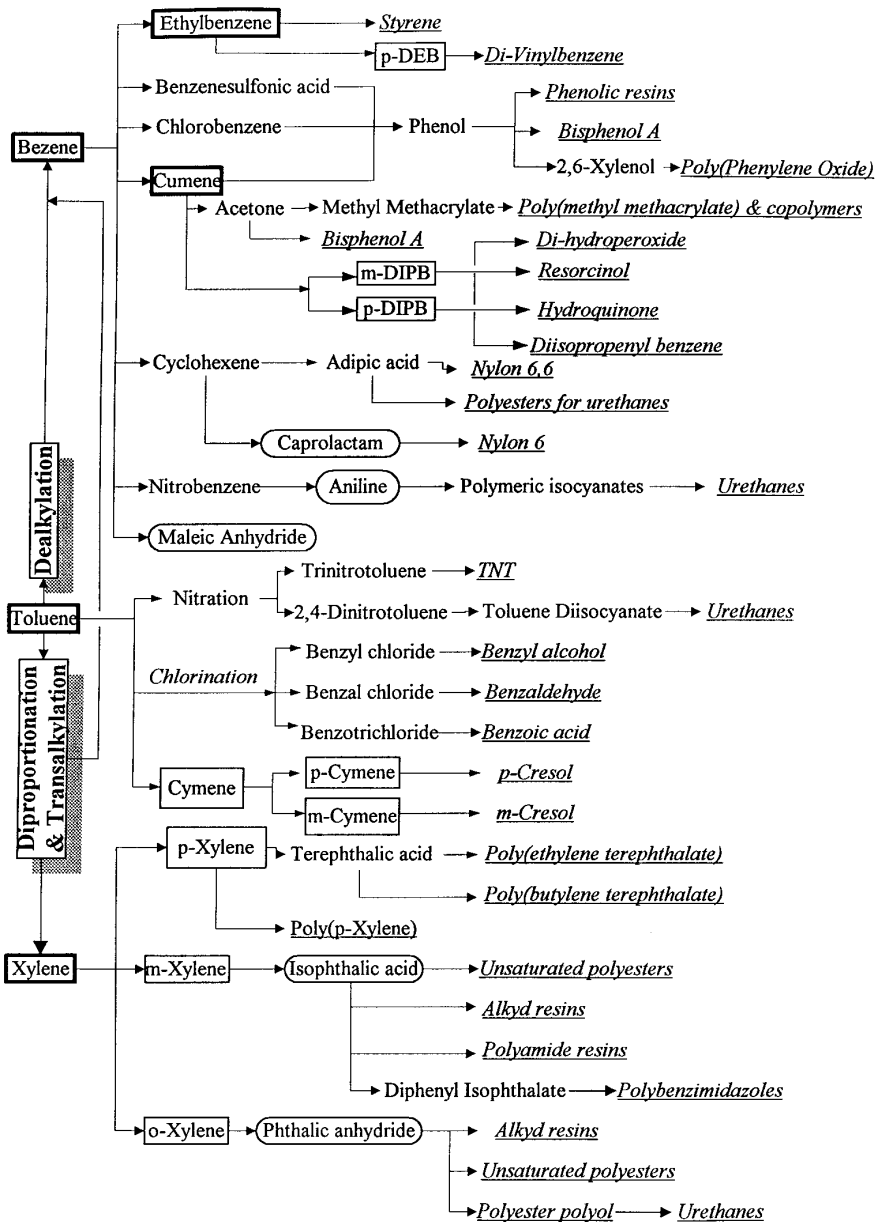 Ethylbenzene
Styrene
p-DEB
Di-Vinylbenzene
Benzenesulfonic acid
Phenolic resins
Chlorobenzene
Phenol
Bisphenol A
Bezene
2,6-Xylenol
Poly(Phenylene Oxide)
Cumene
Acetone
Methyl Methacrylate
Poly(methyl methacrylate) & copolymers
Bisphenol A
Di-hydroperoxide
m-DIPB
Resorcinol
p-DIPB
Hydroquinone
Diisopropenyl benzene
Cyclohexene
Adipic acid
Nylon 6,6
Polyesters for urethanes
Caprolactam
Nylon 6
Dealkylation
Nitrobenzene
Aniline
Polymeric isocyanates
Urethanes
Maleic Anhydride
Trinitrotoluene
TNT
Nitration
Toluene
2,4-Dinitrotoluene
Toluene Diisocyanate
Urethanes
Benzyl chloride
Benzyl alcohol
Chlorination
Benzal chloride
Benzaldehyde
Benzotrichloride
Benzoic acid
Diproportionation
& Transalkylation
Cymene
p-Cymene
p-Cresol
m-Cymene
m-Cresol
p-Xylene
Terephthalic acid
Poly(ethylene terephthalate)
Poly(butylene terephthalate)
Poly(p-Xylene)
Xylene
m-Xylene
Isophthalic acid
Unsaturated polyesters
Alkyd resins
Polyamide resins
Diphenyl Isophthalate
Polybenzimidazoles
o-Xylene
Phthalic anhydride
Alkyd resins
Unsaturated polyesters
Polyester polyol
Urethanes